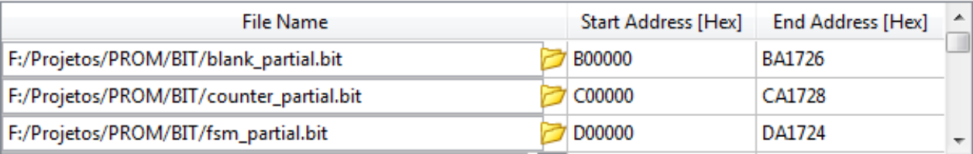 File Name Start Address [Hex] End Address [Hex]
F:/Projetos/PROM/BIT/blank_partial.bit B00000 BA1726
F:/Projetos/PROM/BIT/counter_partial.bit C00000 CA1728
F:/Projetos/PROM/BIT/fsm_partial.bit D00000 DA1724